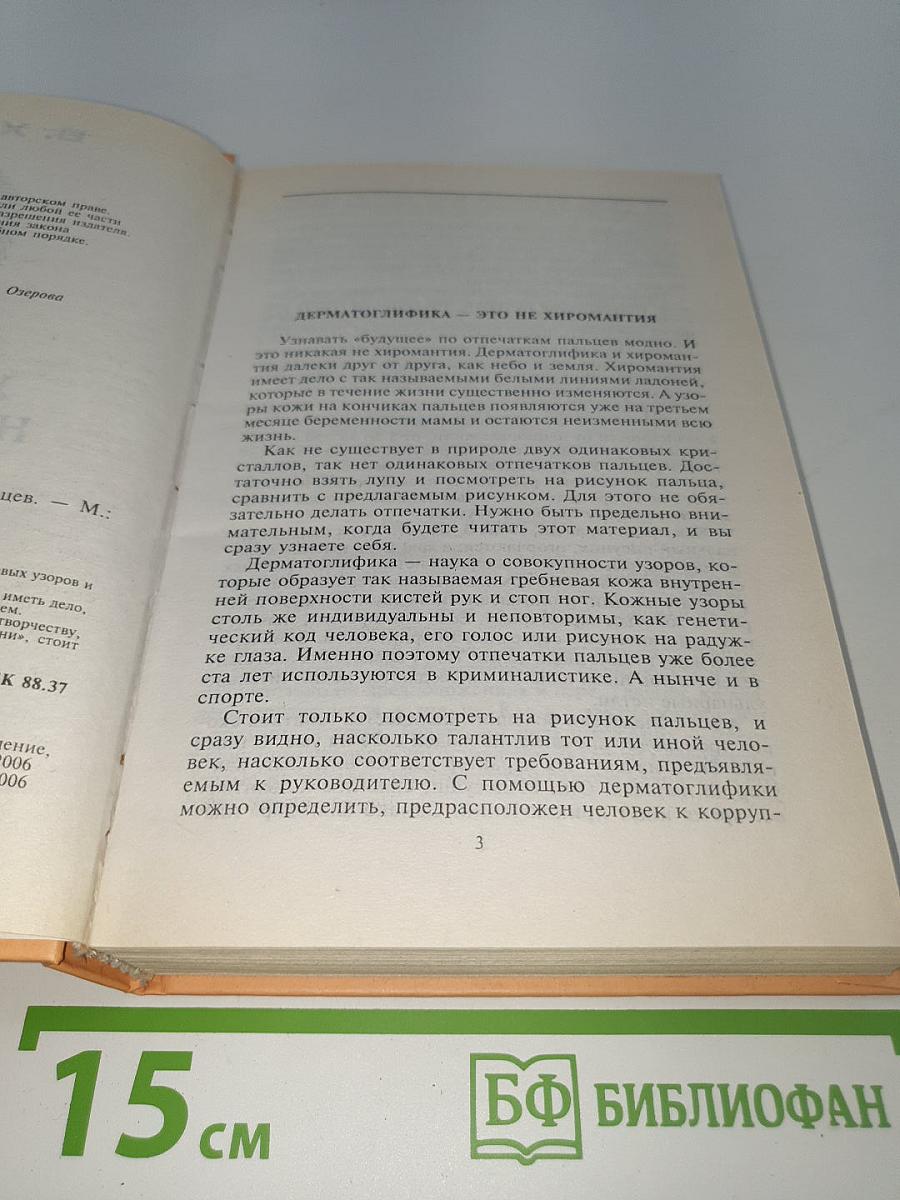 авторском праве.
ли любой ее части
азрешения издателя.
ния закона
ном порядке.
Озерова
цев. — М.:
вых узоров и
иметь дело,
ем.
творчеству,
ни», стоит
К 88.37
ление,
2006
006
ДЕРМАТОГЛИФИКА — ЭТО НЕ ХИРОМАНТИЯ
Узнавать «будущее» по отпечаткам пальцев модно. И
это никакая не хиромантия. Дерматоглифика и хироман-
тия далеки друг от друга, как небо и земля. Хиромантия
имеет дело с так называемыми белыми линиями ладоней,
которые в течение жизни существенно изменяются. А узо-
ры кожи на кончиках пальцев появляются уже на третьем
месяце беременности мамы и остаются неизменными всю
жизнь.
Как не существует в природе двух одинаковых кри-
сталлов, так нет одинаковых отпечатков пальцев. Дос-
таточно взять лупу и посмотреть на рисунок пальца,
сравнить с предлагаемым рисунком. Для этого не обя-
зательно делать отпечатки. Нужно быть предельно вни-
мательным, когда будете читать этот материал, и вы
сразу узнаете себя.
Дерматоглифика — наука о совокупности узоров, ко-
торые образует так называемая гребневая кожа внутрен-
ней поверхности кистей рук и стоп ног. Кожные узоры
столь же индивидуальны и неповторимы, как генети-
ческий код человека, его голос или рисунок на радуж-
ке глаза. Именно поэтому отпечатки пальцев уже более
ста лет используются в криминалистике. А нынче и в
спорте.
Стоит только посмотреть на рисунок пальцев, и
сразу видно, насколько талантлив тот или иной чело-
век, насколько соответствует требованиям, предъявля-
емым к руководителю. С помощью дерматоглифики
можно определить, предрасположен человек к корруп-
3
15 см
БФ БИБЛИОФАН